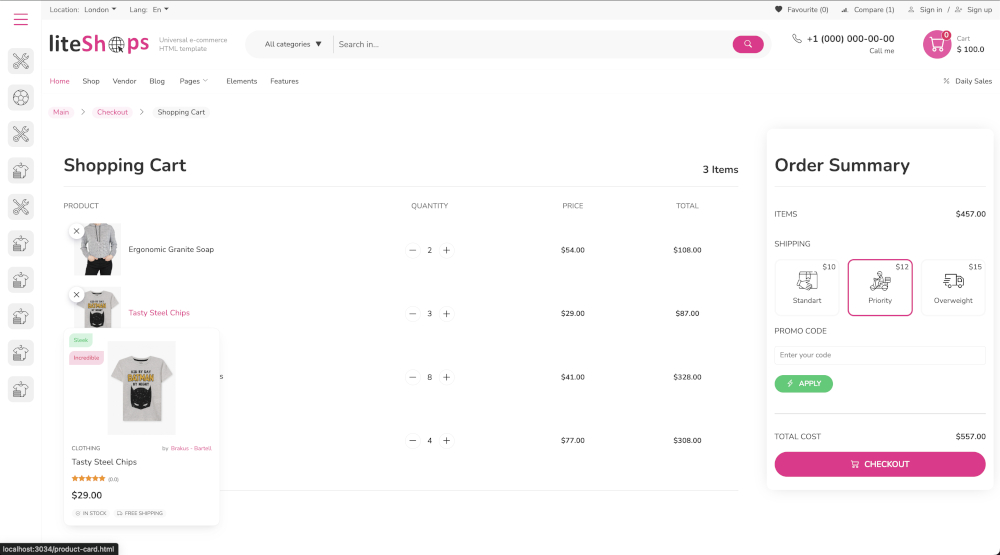 Location: London
Lang: En
Favourite (0)
Compare (1)
Sign in / Sign up
liteShops
Universal e-commerce
HTML template
All categories ▼
Search in...
+1 (000) 000-00-00
Call me
0
Cart
$ 100.0
Home
Shop
Vendor
Blog
Pages
Elements
Features
Daily Sales
Main
Checkout
Shopping Cart
Shopping Cart
3 Items
PRODUCT
QUANTITY
PRICE
TOTAL
Ergonomic Granite Soap
2
$54.00
$108.00
Tasty Steel Chips
3
$29.00
$87.00
s
8
$41.00
$328.00
4
$77.00
$308.00
Sleek
Incredible
BATMAN
BY NIGHT
CLOTHING
by Brakus - Bartell
Tasty Steel Chips
(0.0)
$29.00
IN STOCK
FREE SHIPPING
Order Summary
ITEMS
$457.00
SHIPPING
$10
Standart
$12
Priority
$15
Overweight
PROMO CODE
Enter your code
APPLY
TOTAL COST
$557.00
CHECKOUT
localhost:3034/product-card.html